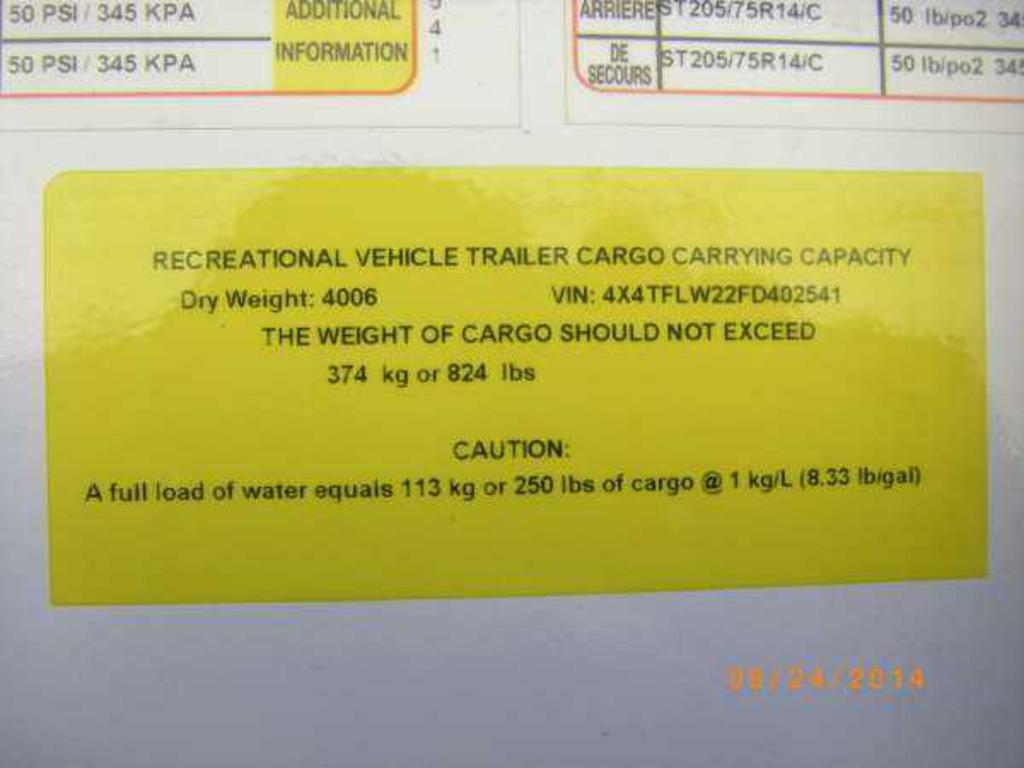 50 PSI / 345 KPA
50 PSI / 345 KPA
ADDITIONAL
INFORMATION
4
1
ARRIERE ST205/75R14/C 50 lb/po2 345
DE SECOURS ST205/75R14/C 50 lb/po2 345
RECREATIONAL VEHICLE TRAILER CARGO CARRYING CAPACITY
Dry Weight: 4006 VIN: 4X4TFLW22FD402541
THE WEIGHT OF CARGO SHOULD NOT EXCEED
374 kg or 824 lbs
CAUTION:
A full load of water equals 113 kg or 250 lbs of cargo @ 1 kg/L (8.33 lb/gal)